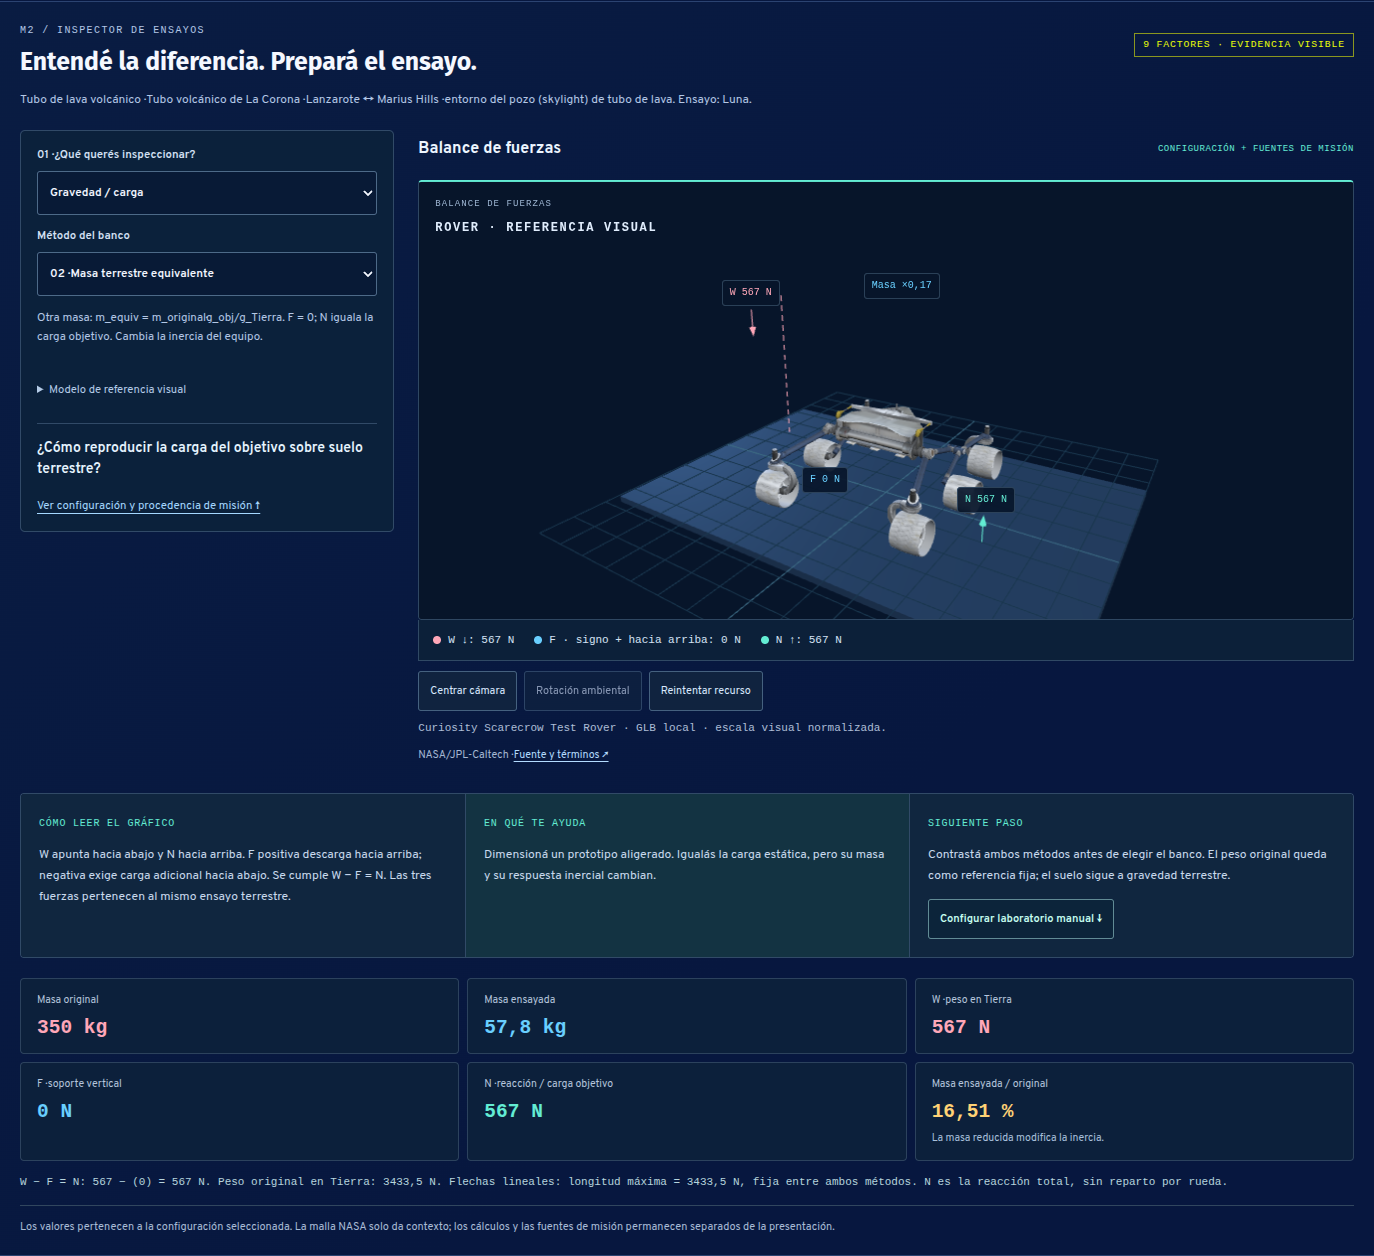 M2 / INSPECTOR DE ENSAYOS
Entendé la diferencia. Prepará el ensayo.
9 FACTORES · EVIDENCIA VISIBLE
Tubo de lava volcánico ·Tubo volcánico de La Corona ·Lanzarote ↔ Marius Hills ·entorno del pozo (skylight) de tubo de lava. Ensayo: Luna.
01 ·¿Qué querés inspeccionar?
Gravedad / carga
Método del banco
02 ·Masa terrestre equivalente
Otra masa: m_equiv = m_originalg_obj/g_Tierra. F = 0; N iguala la
carga objetivo. Cambia la inercia del equipo.
▶ Modelo de referencia visual
¿Cómo reproducir la carga del objetivo sobre suelo
terrestre?
Ver configuración y procedencia de misión ↑
Balance de fuerzas
CONFIGURACIÓN + FUENTES DE MISIÓN
BALANCE DE FUERZAS
ROVER · REFERENCIA VISUAL
W 567 N
Masa ×0,17
F 0 N
N 567 N
W ↓: 567 N
F · signo + hacia arriba: 0 N
N ↑: 567 N
Centrar cámara
Rotación ambiental
Reintentar recurso
Curiosity Scarecrow Test Rover · GLB local · escala visual normalizada.
NASA/JPL-Caltech ·Fuente y términos ↗
CÓMO LEER EL GRÁFICO
W apunta hacia abajo y N hacia arriba. F positiva descarga hacia arriba;
negativa exige carga adicional hacia abajo. Se cumple W − F = N. Las tres
fuerzas pertenecen al mismo ensayo terrestre.
EN QUÉ TE AYUDA
Dimensioná un prototipo aligerado. Igualás la carga estática, pero su masa
y su respuesta inercial cambian.
SIGUIENTE PASO
Contrastá ambos métodos antes de elegir el banco. El peso original queda
como referencia fija; el suelo sigue a gravedad terrestre.
Configurar laboratorio manual ↓
Masa original
350 kg
Masa ensayada
57,8 kg
W ·peso en Tierra
567 N
F ·soporte vertical
0 N
N ·reacción / carga objetivo
567 N
Masa ensayada / original
16,51 %
La masa reducida modifica la inercia.
W − F = N: 567 − (0) = 567 N. Peso original en Tierra: 3433,5 N. Flechas lineales: longitud máxima = 3433,5 N, fija entre ambos métodos. N es la reacción total, sin reparto por rueda.
Los valores pertenecen a la configuración seleccionada. La malla NASA solo da contexto; los cálculos y las fuentes de misión permanecen separados de la presentación.